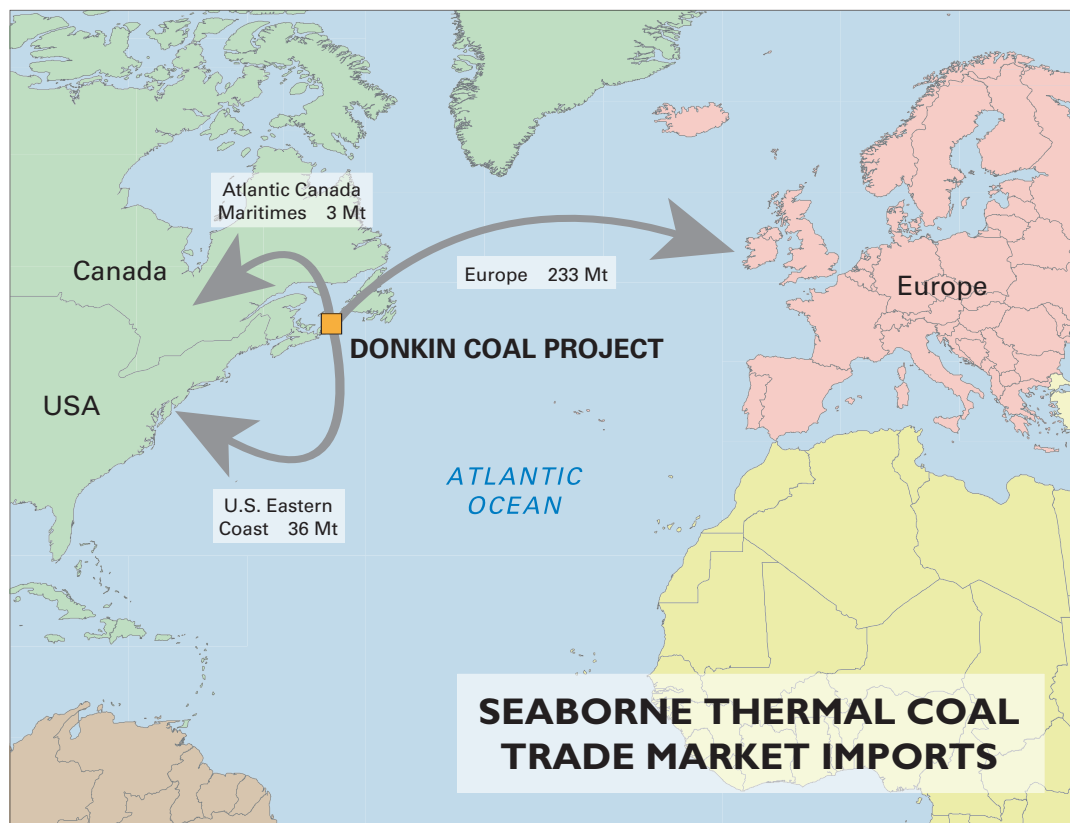 Atlantic Canada
Maritimes 3 Mt
Canada
Europe 233 Mt
Europe
DONKIN COAL PROJECT
USA
ATLANTIC
OCEAN
U.S. Eastern
Coast 36 Mt
SEABORNE THERMAL COAL
TRADE MARKET IMPORTS